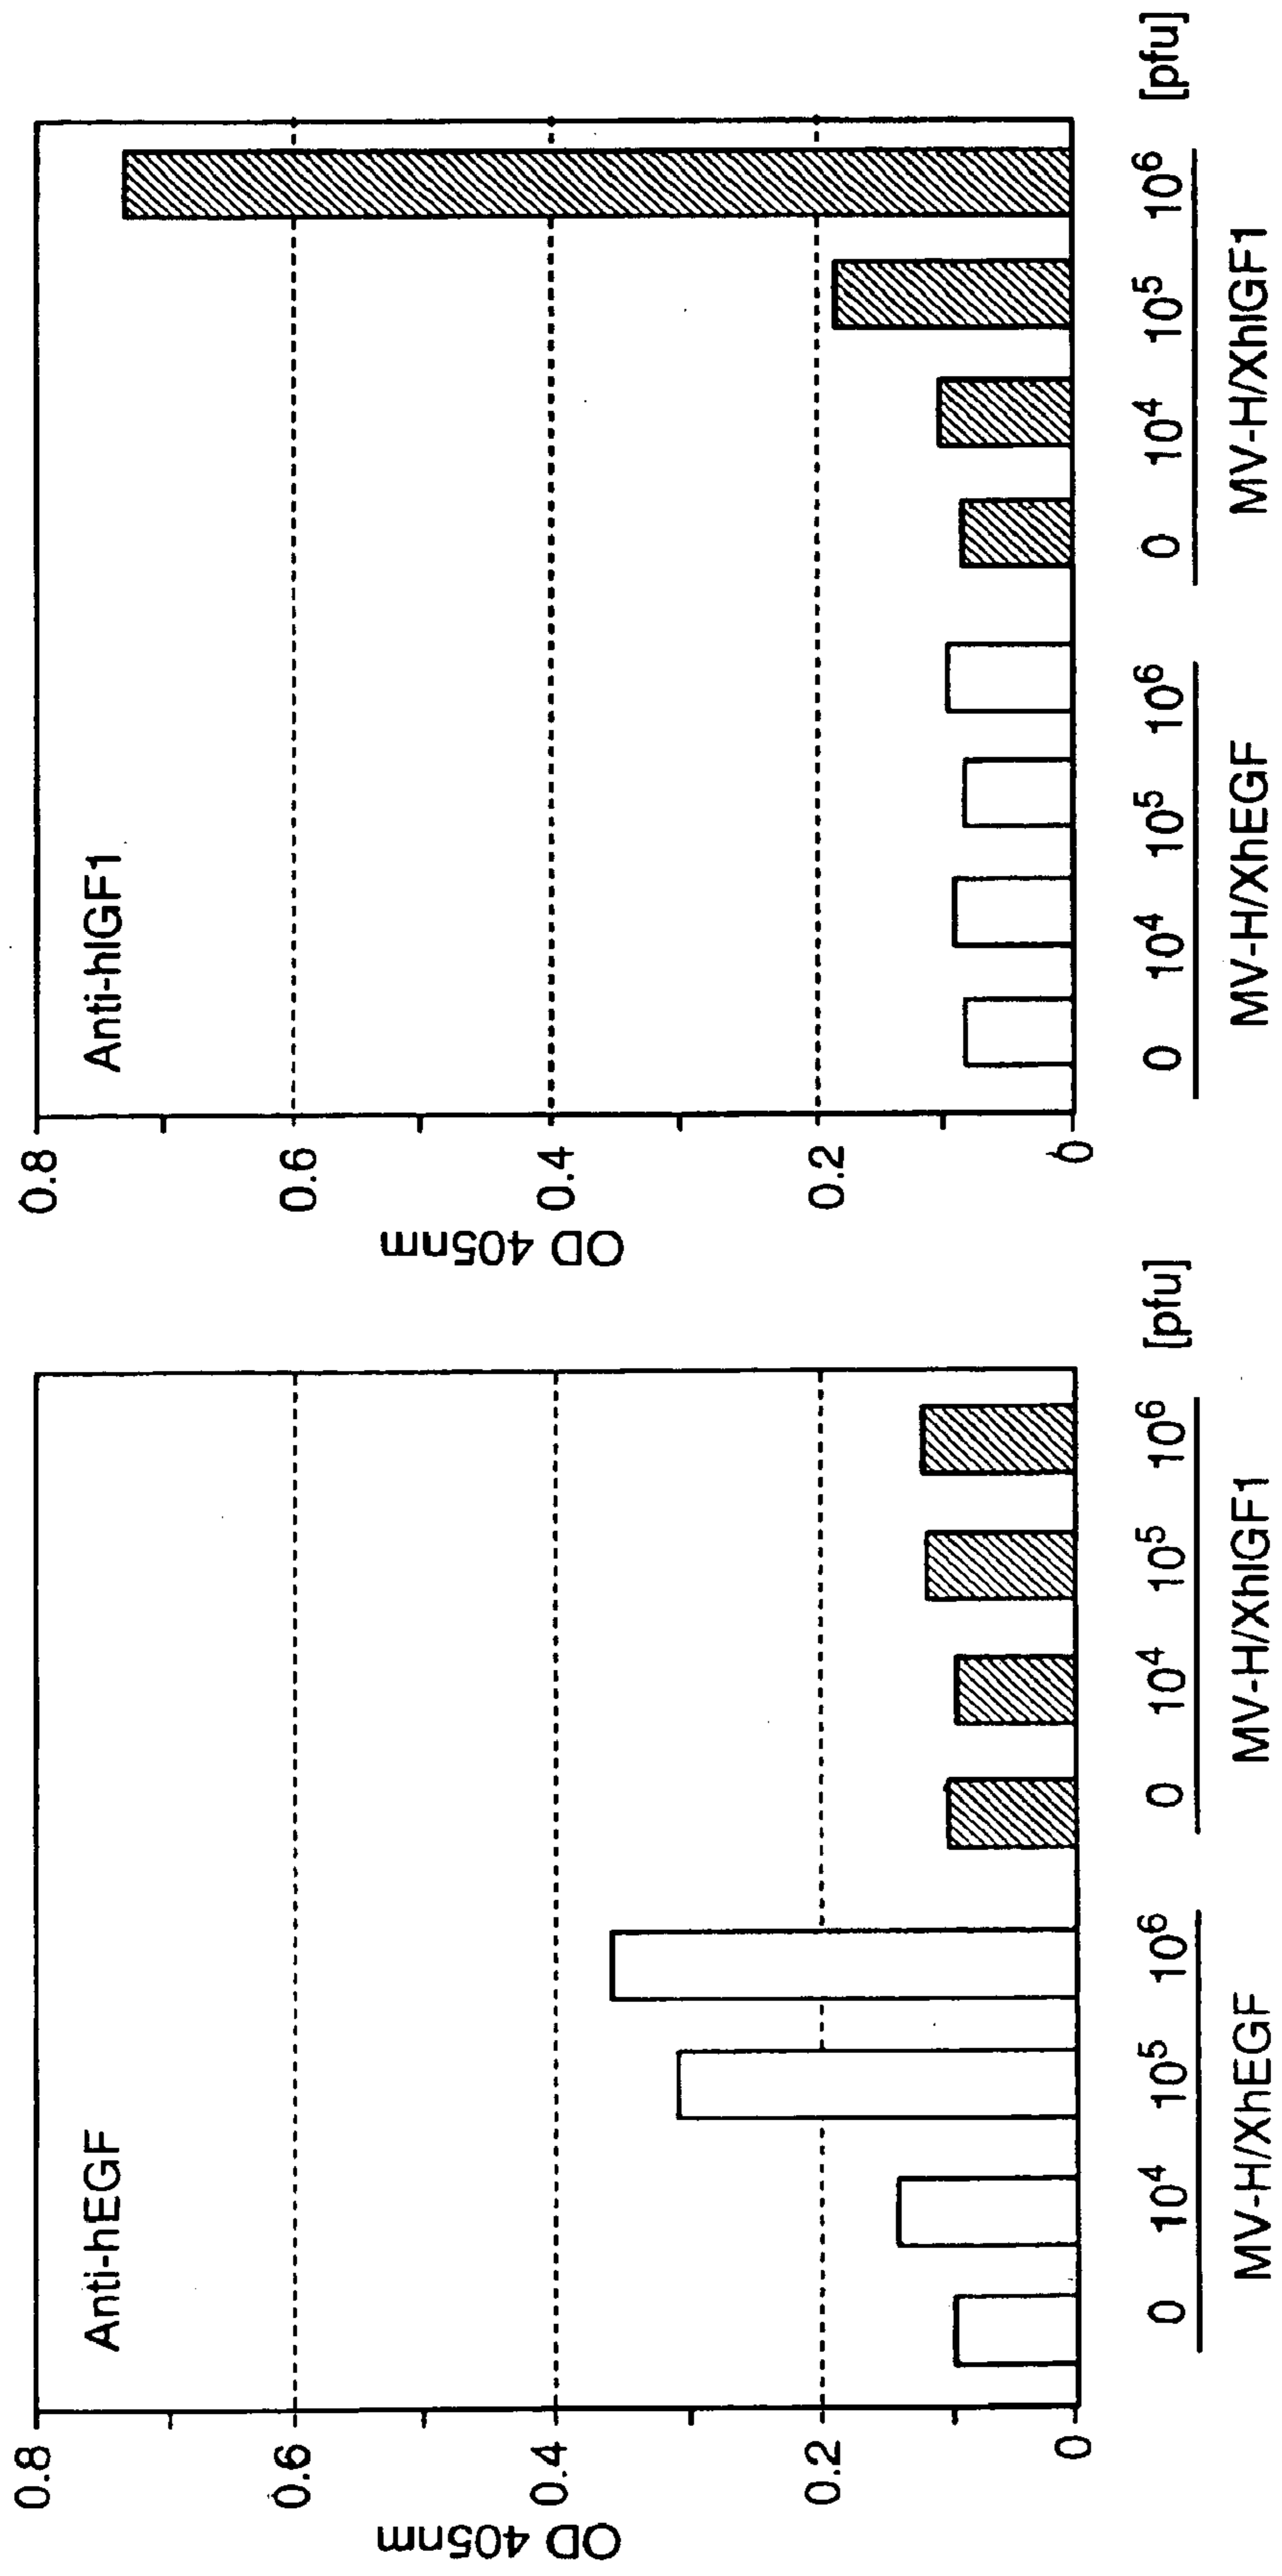 Anti-hEGF
OD 405nm
0.8
0.6
0.4
0.2
0
0 10⁴ 10⁵ 10⁶ 0 10⁴ 10⁵ 10⁶ [pfu]
MV-H/XhEGF MV-H/XhIGF1
Anti-hIGF1
OD 405nm
0.8
0.6
0.4
0.2
0
0 10⁴ 10⁵ 10⁶ 0 10⁴ 10⁵ 10⁶ [pfu]
MV-H/XhEGF MV-H/XhIGF1